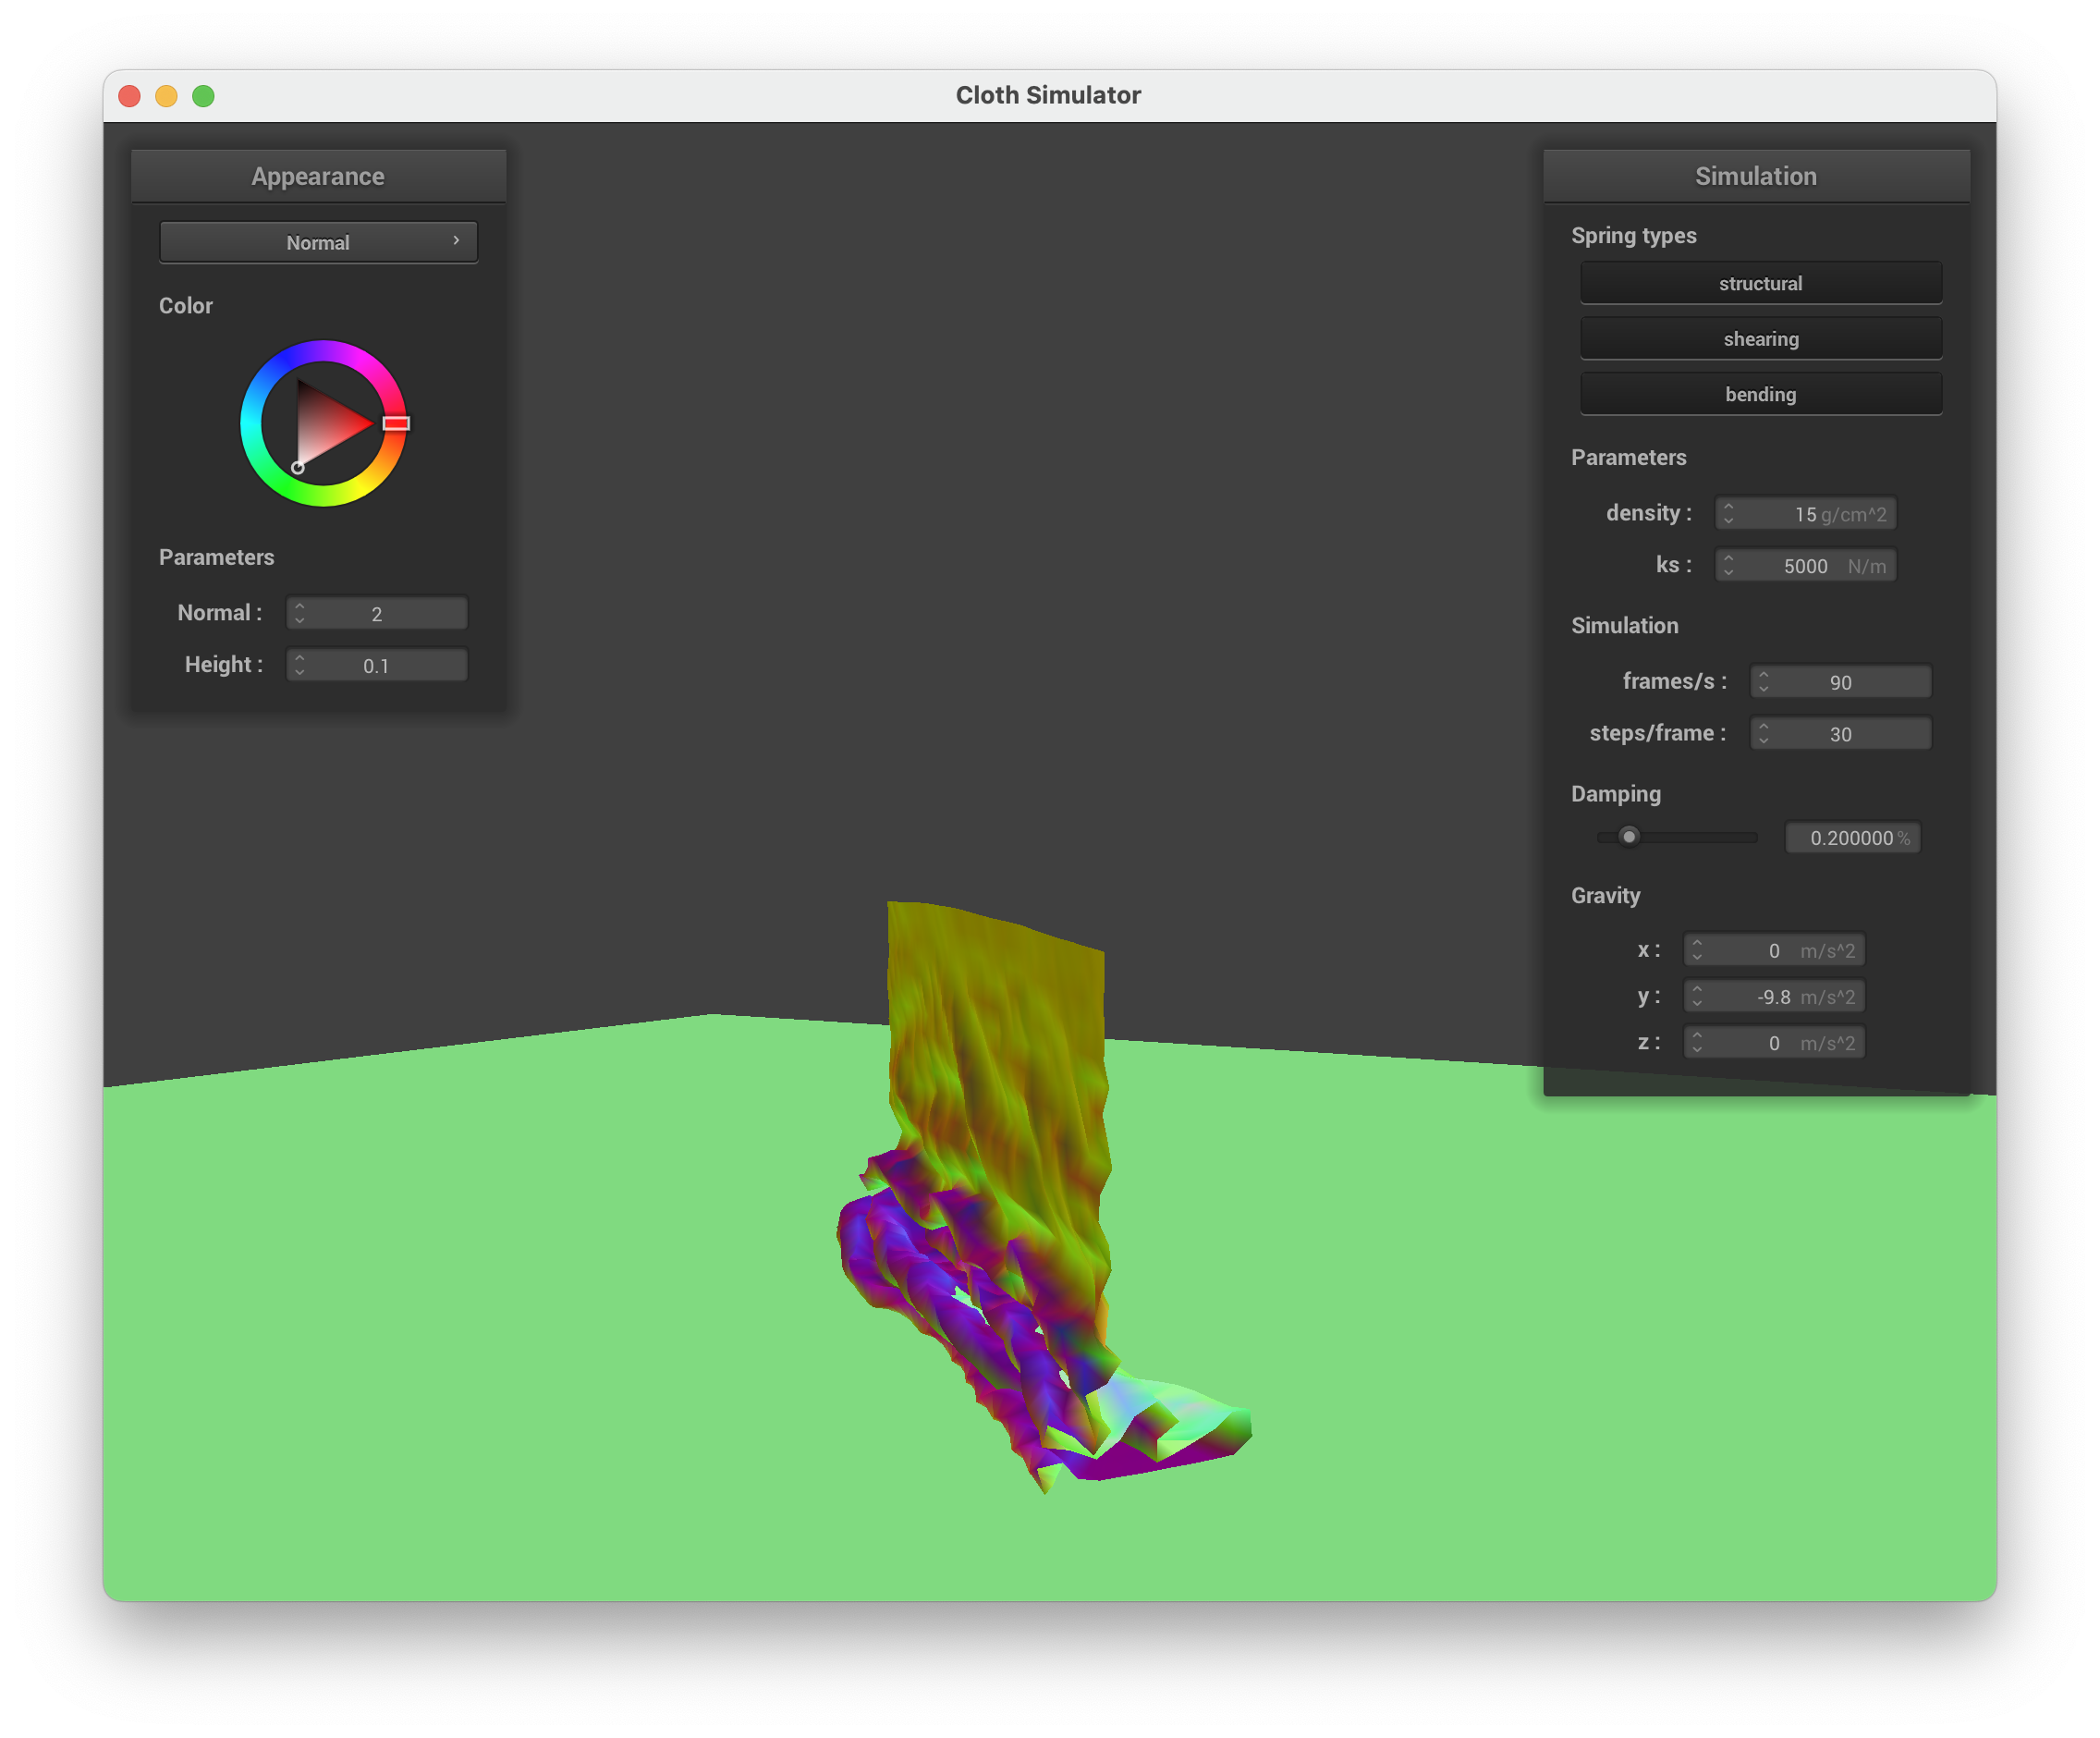 Cloth Simulator
Appearance
Normal
Color
Parameters
Normal : 2
Height : 0.1
Simulation
Spring types
structural
shearing
bending
Parameters
density : 15 g/cm^2
ks : 5000 N/m
Simulation
frames/s : 90
steps/frame : 30
Damping
0.200000 %
Gravity
x : 0 m/s^2
y : -9.8 m/s^2
z : 0 m/s^2